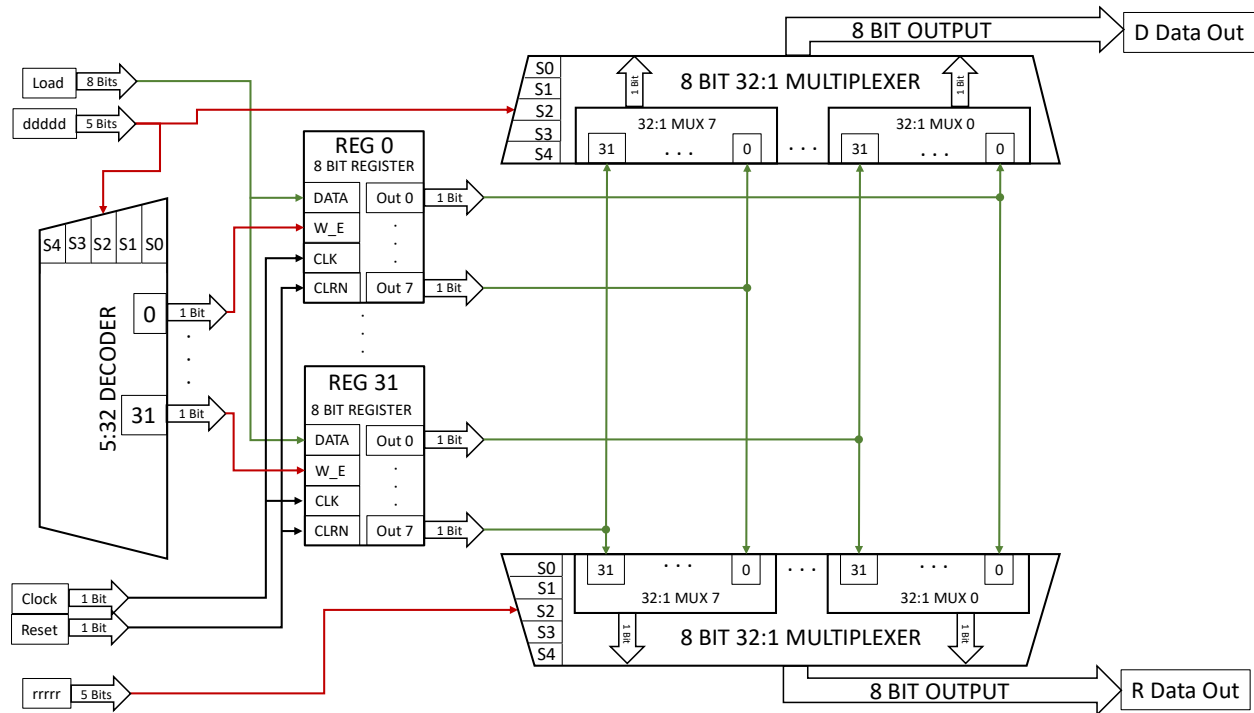 8 BIT OUTPUT
D Data Out
S0
S1
S2
S3
S4
1 Bit
8 BIT 32:1 MULTIPLEXER
1 Bit
32:1 MUX 7
31 . . . 0
. . .
32:1 MUX 0
31 . . . 0
Load
8 Bits
ddddd
5 Bits
REG 0
8 BIT REGISTER
DATA
Out 0
1 Bit
W_E
CLK
CLRN
Out 7
1 Bit
S4
S3
S2
S1
S0
5:32 DECODER
0
1 Bit
31
1 Bit
REG 31
8 BIT REGISTER
DATA
Out 0
1 Bit
W_E
CLK
CLRN
Out 7
1 Bit
Clock
1 Bit
Reset
1 Bit
rrrrr
5 Bits
S0
S1
S2
S3
S4
31 . . . 0
32:1 MUX 7
. . .
31 . . . 0
32:1 MUX 0
1 Bit
8 BIT 32:1 MULTIPLEXER
1 Bit
8 BIT OUTPUT
R Data Out